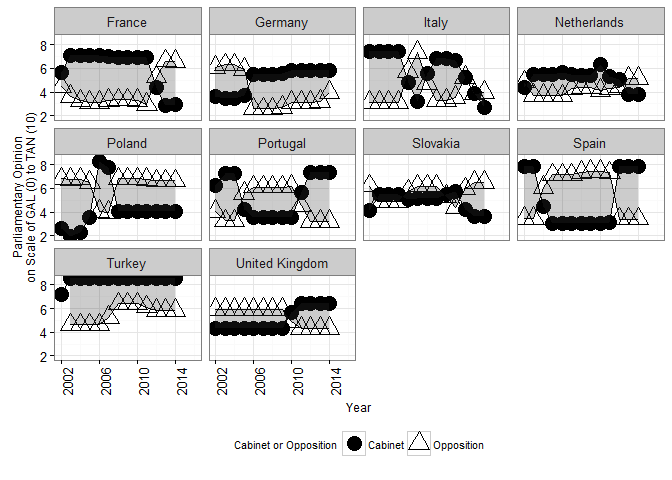 France Germany Italy Netherlands
8
6
4
2
Poland Portugal Slovakia Spain
8
6
4
2
Turkey United Kingdom
8
6
4
2
2002 2006 2010 2014 2002 2006 2010 2014
Parliamentary Opinion
on Scale of GAL (0) to TAN (10)
Year
Cabinet or Opposition Cabinet Opposition